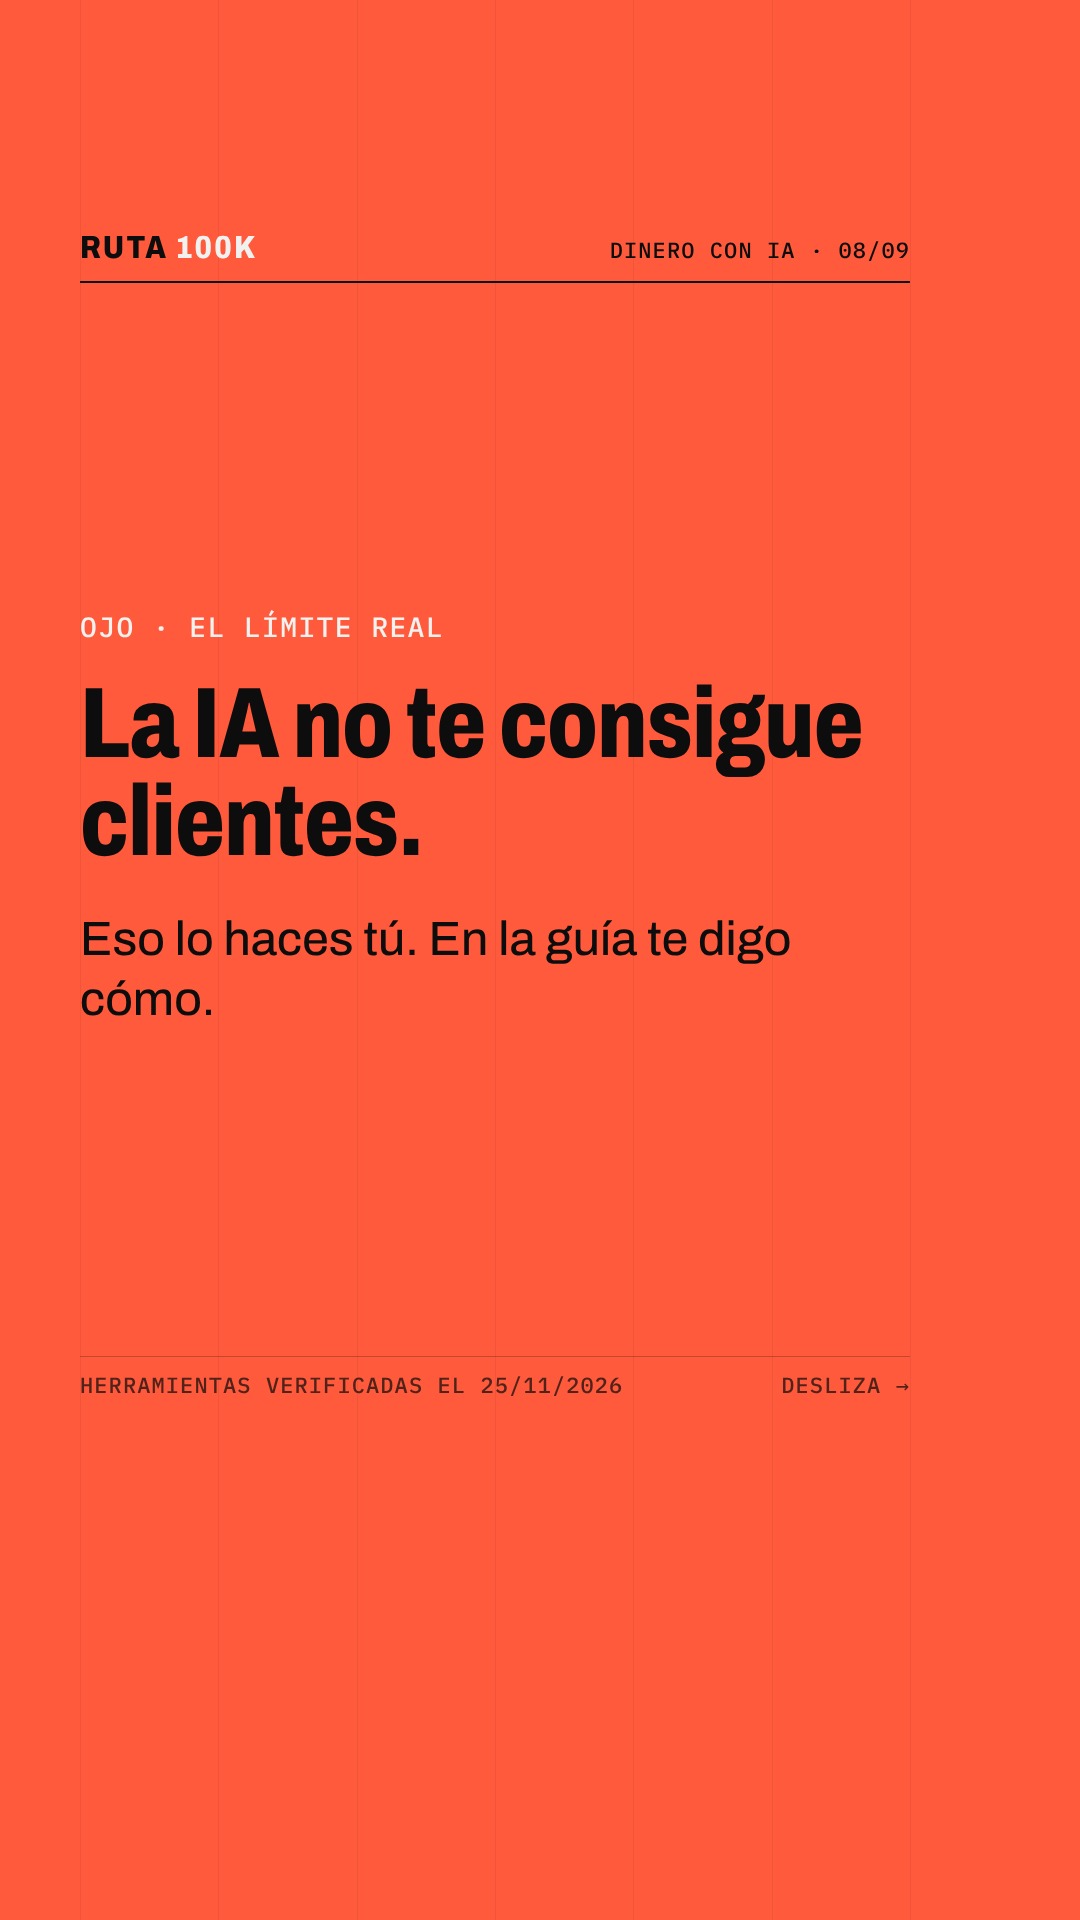 RUTA 100K
DINERO CON IA · 08/09
OJO · EL LÍMITE REAL
La IA no te consigue
clientes.
Eso lo haces tú. En la guía te digo
cómo.
HERRAMIENTAS VERIFICADAS EL 25/11/2026
DESLIZA →